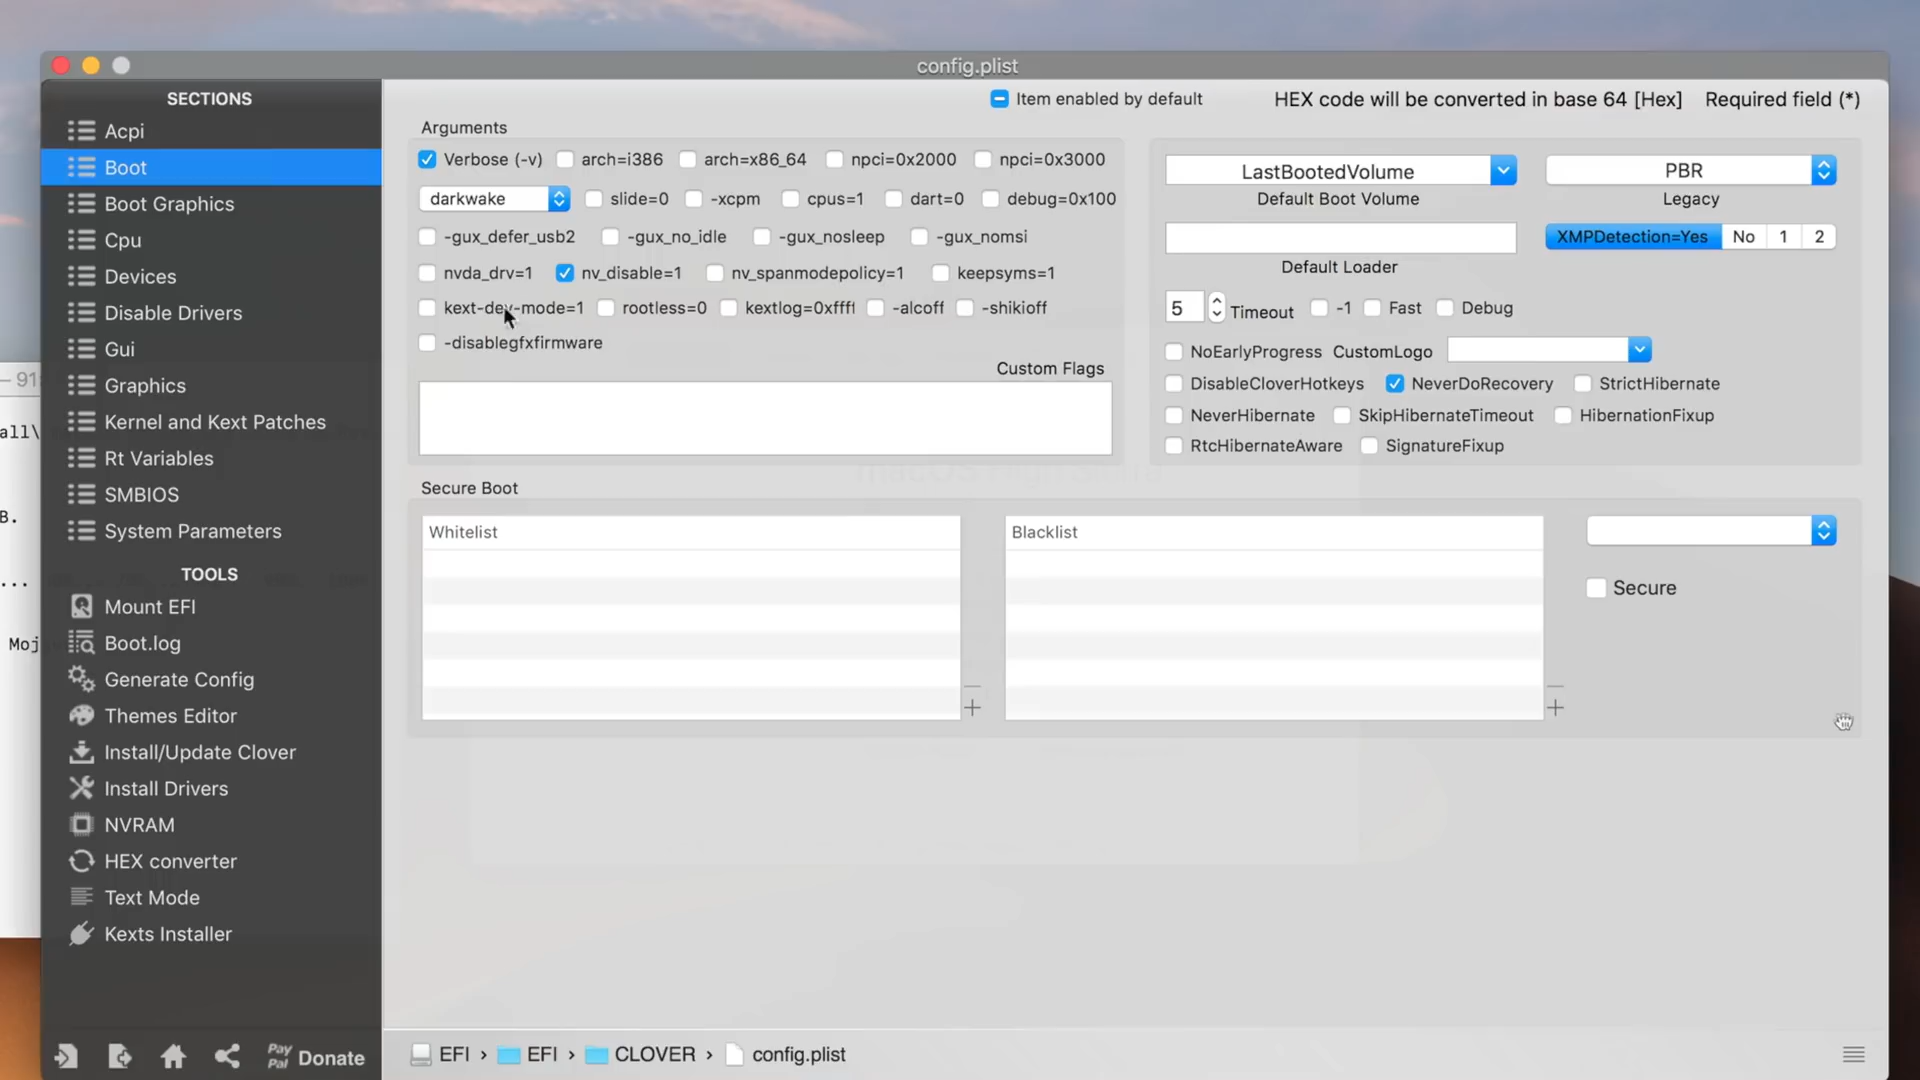 config.plist
SECTIONS
Acpi
Boot
Boot Graphics
Cpu
Devices
Disable Drivers
Gui
Graphics
Kernel and Kext Patches
Rt Variables
SMBIOS
System Parameters
TOOLS
Mount EFI
Boot.log
Generate Config
Themes Editor
Install/Update Clover
Install Drivers
NVRAM
HEX converter
Text Mode
Kexts Installer
Pay
Pal
Donate
Item enabled by default HEX code will be converted in base 64 [Hex] Required field (*)
Arguments
Verbose (-v) arch=i386 arch=x86_64 npci=0x2000 npci=0x3000
darkwake slide=0 -xcpm cpus=1 dart=0 debug=0x100
-gux_defer_usb2 -gux_no_idle -gux_nosleep -gux_nomsi
nvda_drv=1 nv_disable=1 nv_spanmodepolicy=1 keepsyms=1
kext-dev-mode=1 rootless=0 kextlog=0xffff -alcoff -shikioff
-disablegfxfirmware
Custom Flags
LastBootedVolume PBR
Default Boot Volume Legacy
XMPDetection=Yes No 1 2
Default Loader
5 Timeout -1 Fast Debug
NoEarlyProgress CustomLogo
DisableCloverHotkeys NeverDoRecovery StrictHibernate
NeverHibernate SkipHibernateTimeout HibernationFixup
RtcHibernateAware SignatureFixup
Secure Boot
Whitelist Blacklist
Secure
EFI › EFI › CLOVER › config.plist
– 91
all\
B.
...
Moj